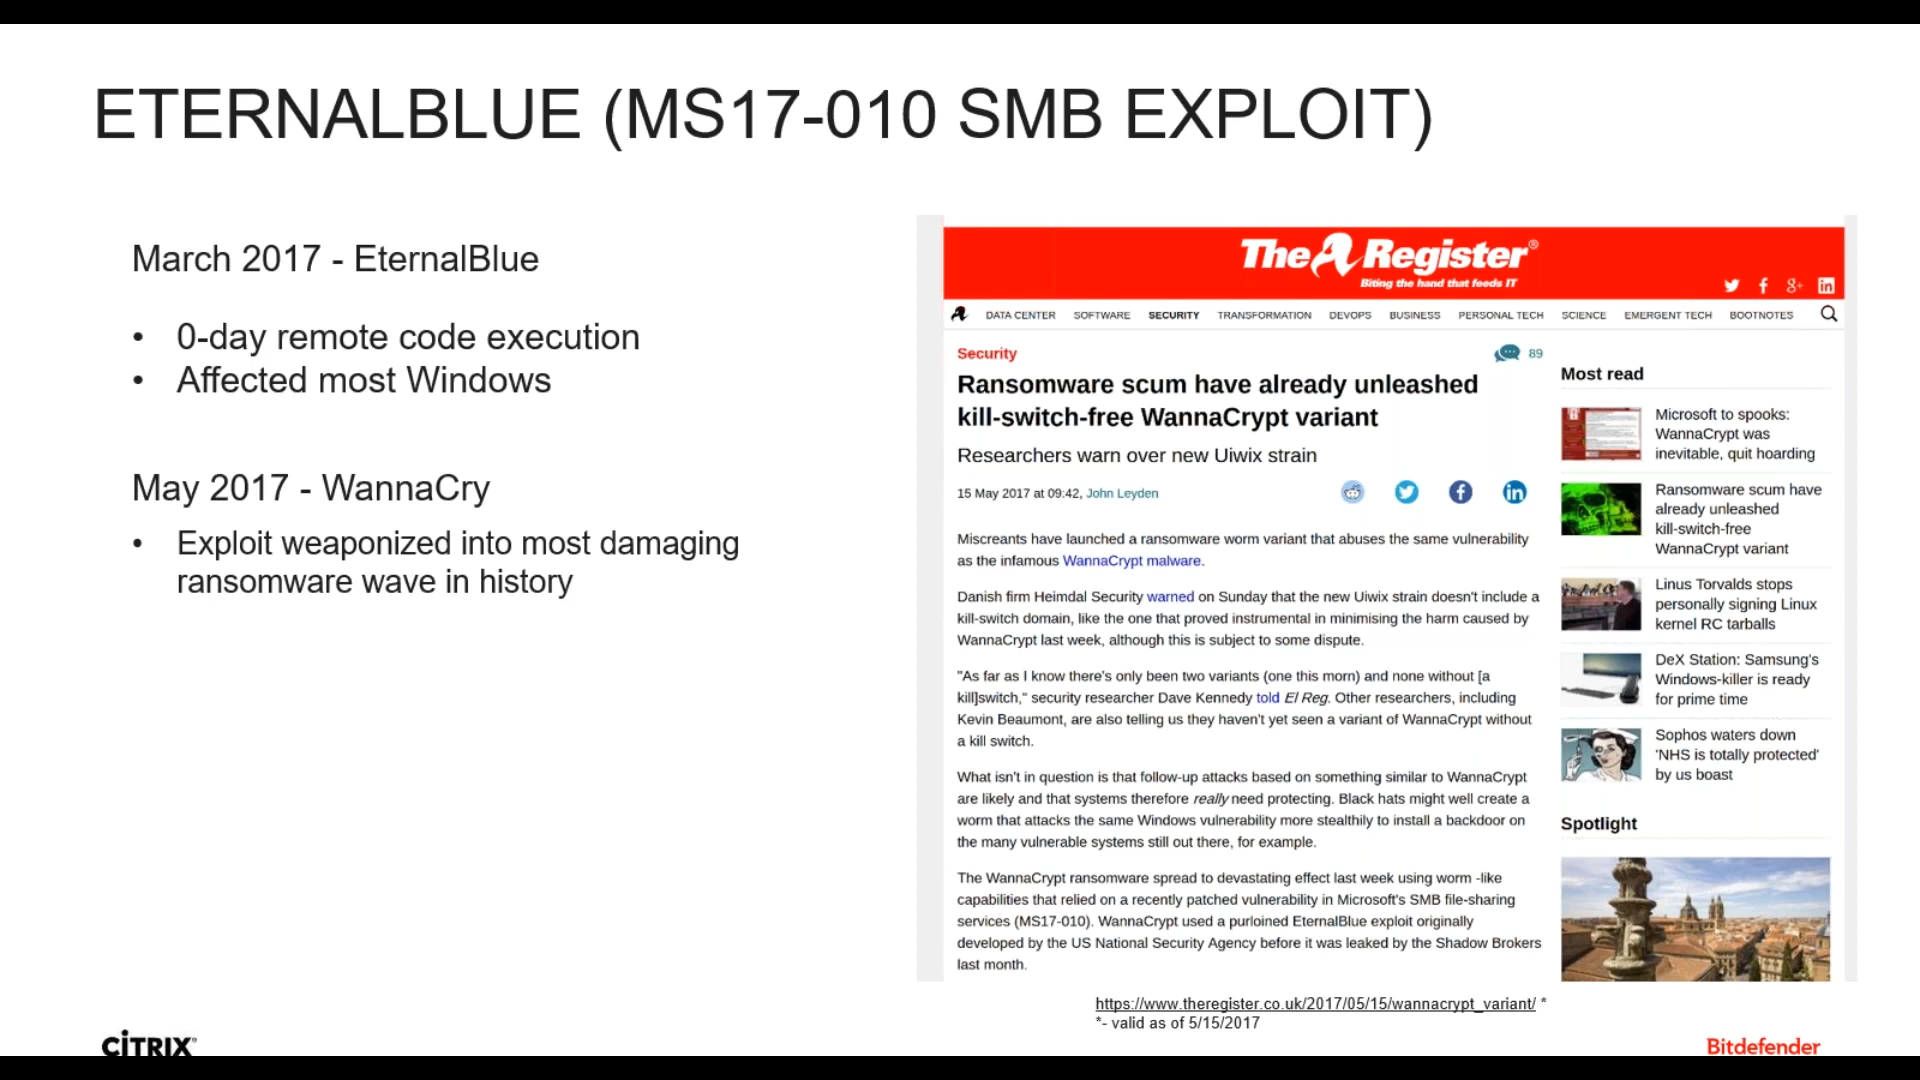 ETERNALBLUE (MS17-010 SMB EXPLOIT)
March 2017 - EternalBlue
• 0-day remote code execution
• Affected most Windows
May 2017 - WannaCry
• Exploit weaponized into most damaging
ransomware wave in history
The Register®
Biting the hand that feeds IT
DATA CENTER SOFTWARE SECURITY TRANSFORMATION DEVOPS BUSINESS PERSONAL TECH SCIENCE EMERGENT TECH BOOTNOTES
Security
89
Ransomware scum have already unleashed
kill-switch-free WannaCrypt variant
Researchers warn over new Uiwix strain
15 May 2017 at 09:42, John Leyden
Miscreants have launched a ransomware worm variant that abuses the same vulnerability
as the infamous WannaCrypt malware.
Danish firm Heimdal Security warned on Sunday that the new Uiwix strain doesn't include a
kill-switch domain, like the one that proved instrumental in minimising the harm caused by
WannaCrypt last week, although this is subject to some dispute.
"As far as I know there's only been two variants (one this morn) and none without [a
kill]switch," security researcher Dave Kennedy told El Reg. Other researchers, including
Kevin Beaumont, are also telling us they haven't yet seen a variant of WannaCrypt without
a kill switch.
What isn't in question is that follow-up attacks based on something similar to WannaCrypt
are likely and that systems therefore really need protecting. Black hats might well create a
worm that attacks the same Windows vulnerability more stealthily to install a backdoor on
the many vulnerable systems still out there, for example.
The WannaCrypt ransomware spread to devastating effect last week using worm -like
capabilities that relied on a recently patched vulnerability in Microsoft's SMB file-sharing
services (MS17-010). WannaCrypt used a purloined EternalBlue exploit originally
developed by the US National Security Agency before it was leaked by the Shadow Brokers
last month.
Most read
Microsoft to spooks:
WannaCrypt was
inevitable, quit hoarding
Ransomware scum have
already unleashed
kill-switch-free
WannaCrypt variant
Linus Torvalds stops
personally signing Linux
kernel RC tarballs
DeX Station: Samsung's
Windows-killer is ready
for prime time
Sophos waters down
'NHS is totally protected'
by us boast
Spotlight
https://www.theregister.co.uk/2017/05/15/wannacrypt_variant/ *
*- valid as of 5/15/2017
CİTRIX®
Bitdefender